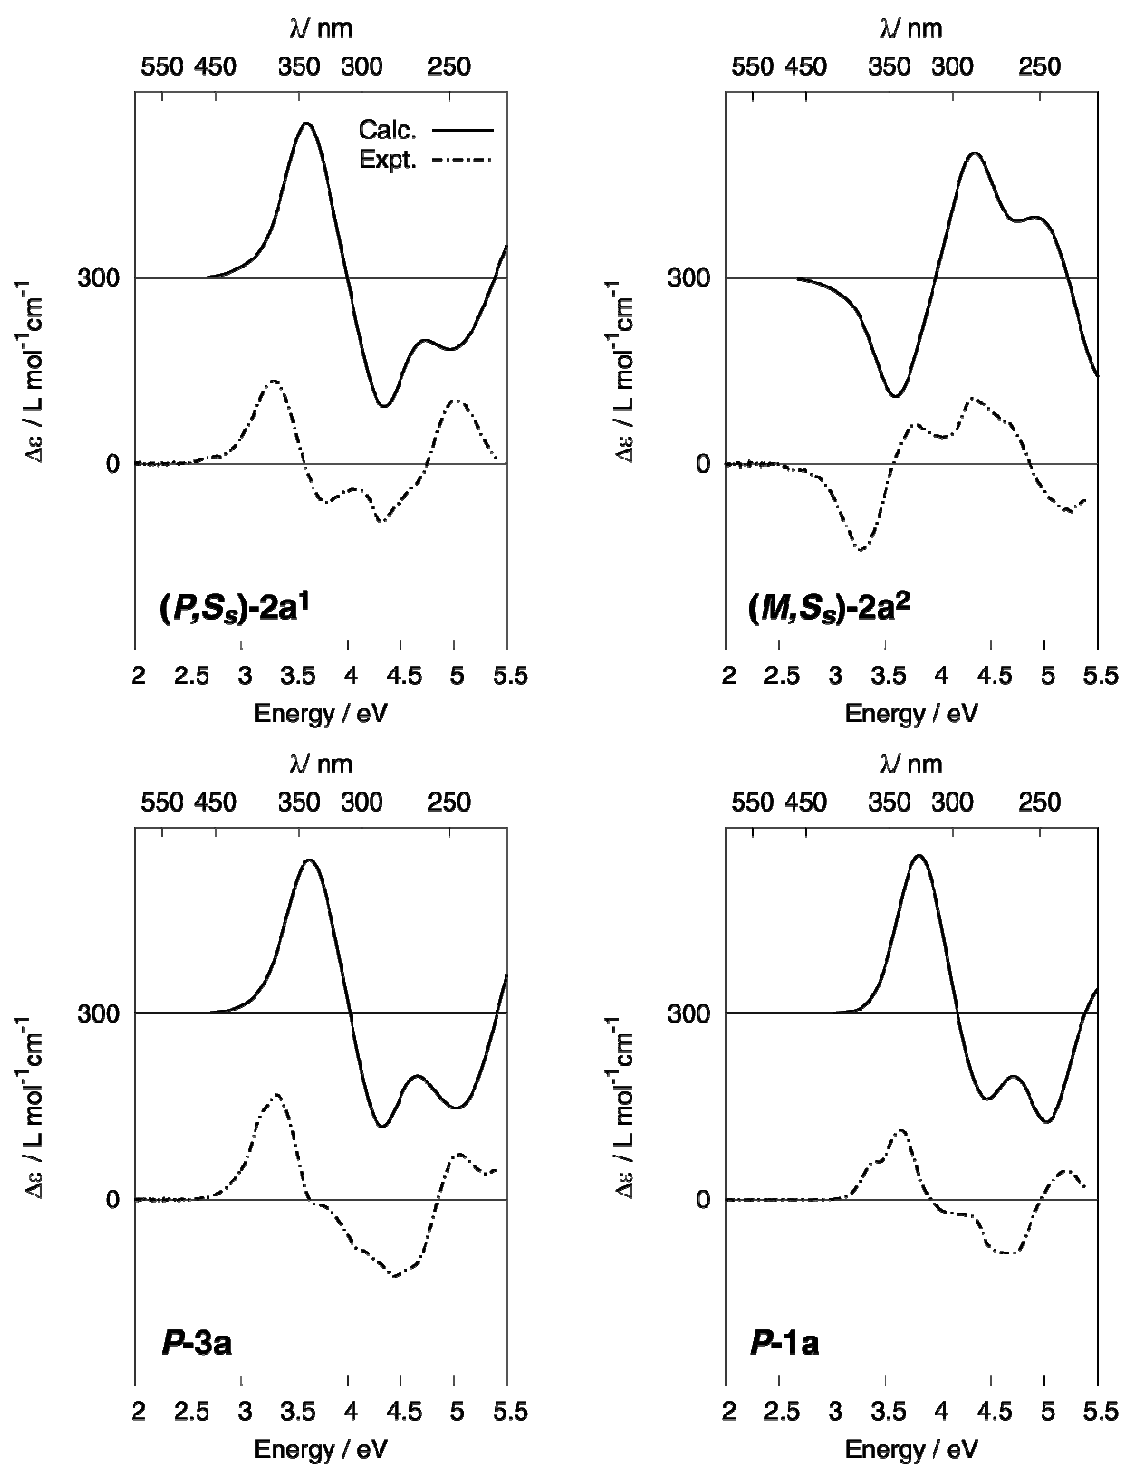 λ/ nm
550 450 350 300 250
Calc.
Expt.
300
0
Δε / L mol⁻¹cm⁻¹
(P,Sₛ)-2a¹
2 2.5 3 3.5 4 4.5 5 5.5
Energy / eV
λ/ nm
550 450 350 300 250
300
0
Δε / L mol⁻¹cm⁻¹
(M,Sₛ)-2a²
2 2.5 3 3.5 4 4.5 5 5.5
Energy / eV
λ/ nm
550 450 350 300 250
300
0
Δε / L mol⁻¹cm⁻¹
P-3a
2 2.5 3 3.5 4 4.5 5 5.5
Energy / eV
λ/ nm
550 450 350 300 250
300
0
Δε / L mol⁻¹cm⁻¹
P-1a
2 2.5 3 3.5 4 4.5 5 5.5
Energy / eV